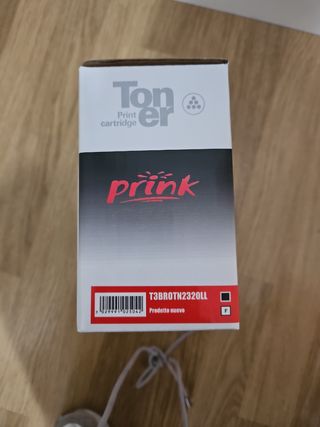 Toner
Print
cartridge
prink
T3BROTN2320LL
Prodotto nuovo